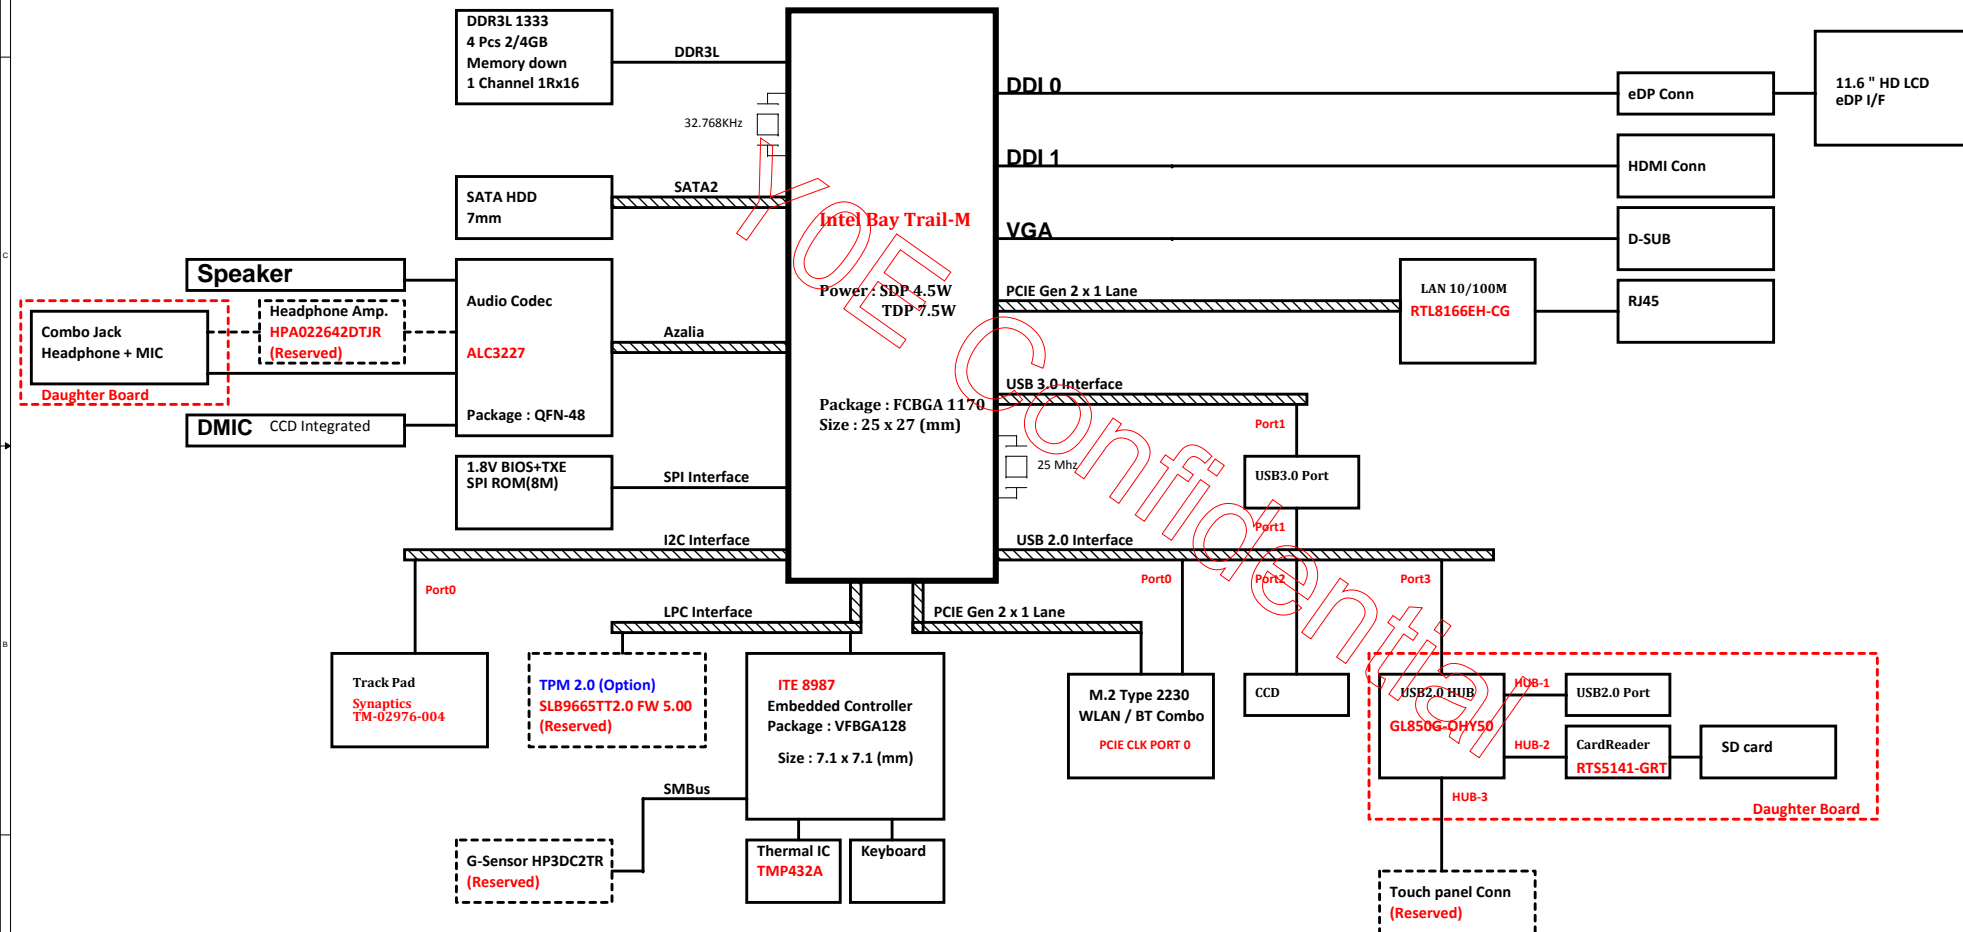 DDR3L 1333
4 Pcs 2/4GB
Memory down
1 Channel 1Rx16
DDR3L
32.768KHz
SATA HDD
7mm
SATA2
Speaker
Combo Jack
Headphone + MIC
Daughter Board
Headphone Amp.
HPA022642DTJR
(Reserved)
Audio Codec
ALC3227
Package : QFN-48
Azalia
DMIC
CCD Integrated
1.8V BIOS+TXE
SPI ROM(8M)
SPI Interface
I2C Interface
Port0
Track Pad
Synaptics
TM-02976-004
LPC Interface
TPM 2.0 (Option)
SLB9665TT2.0 FW 5.00
(Reserved)
ITE 8987
Embedded Controller
Package : VFBGA128
Size : 7.1 x 7.1 (mm)
SMBus
G-Sensor HP3DC2TR
(Reserved)
Thermal IC
TMP432A
Keyboard
Intel Bay Trail-M
Power : SDP 4.5W
TDP 7.5W
Package : FCBGA 1170
Size : 25 x 27 (mm)
YOE Confidential
DDI 0
eDP Conn
11.6 " HD LCD
eDP I/F
DDI 1
HDMI Conn
VGA
D-SUB
PCIE Gen 2 x 1 Lane
LAN 10/100M
RTL8166EH-CG
RJ45
USB 3.0 Interface
Port1
25 Mhz
USB3.0 Port
Port1
USB 2.0 Interface
Port0
Port2
Port3
PCIE Gen 2 x 1 Lane
M.2 Type 2230
WLAN / BT Combo
PCIE CLK PORT 0
CCD
USB2.0 HUB
GL850G-OHY50
HUB-1
USB2.0 Port
HUB-2
CardReader
RTS5141-GRT
SD card
HUB-3
Daughter Board
Touch panel Conn
(Reserved)
C
B